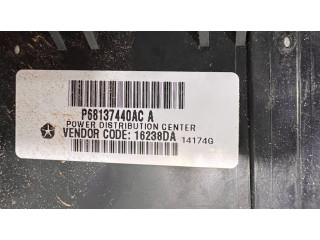 P68137440AC A
POWER DISTRIBUTION CENTER
VENDOR CODE: 16238DA
14174G